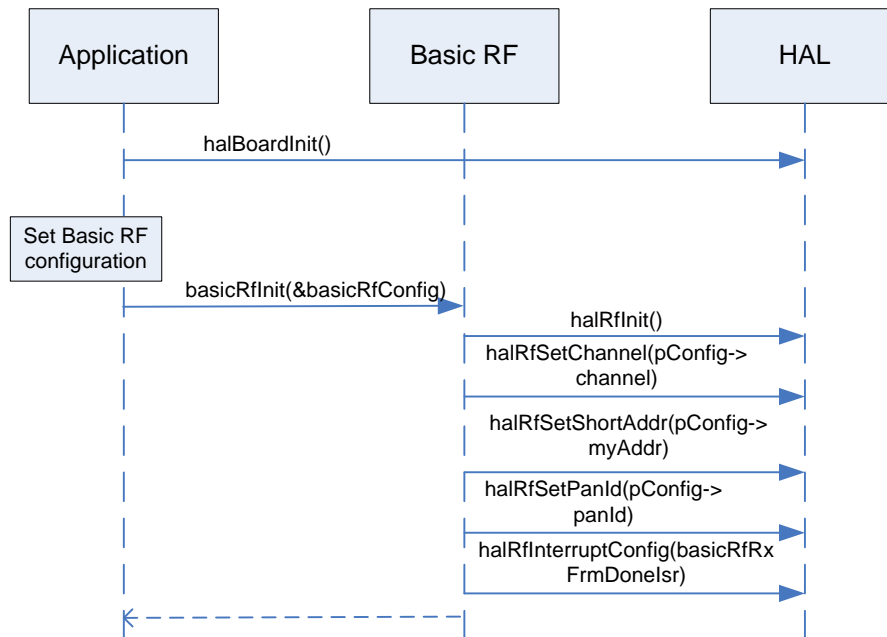 Application
Basic RF
HAL
halBoardInit()
Set Basic RF
configuration
basicRfInit(&basicRfConfig)
halRfInit()
halRfSetChannel(pConfig->
channel)
halRfSetShortAddr(pConfig->
myAddr)
halRfSetPanId(pConfig->
panId)
halRfInterruptConfig(basicRfRx
FrmDoneIsr)